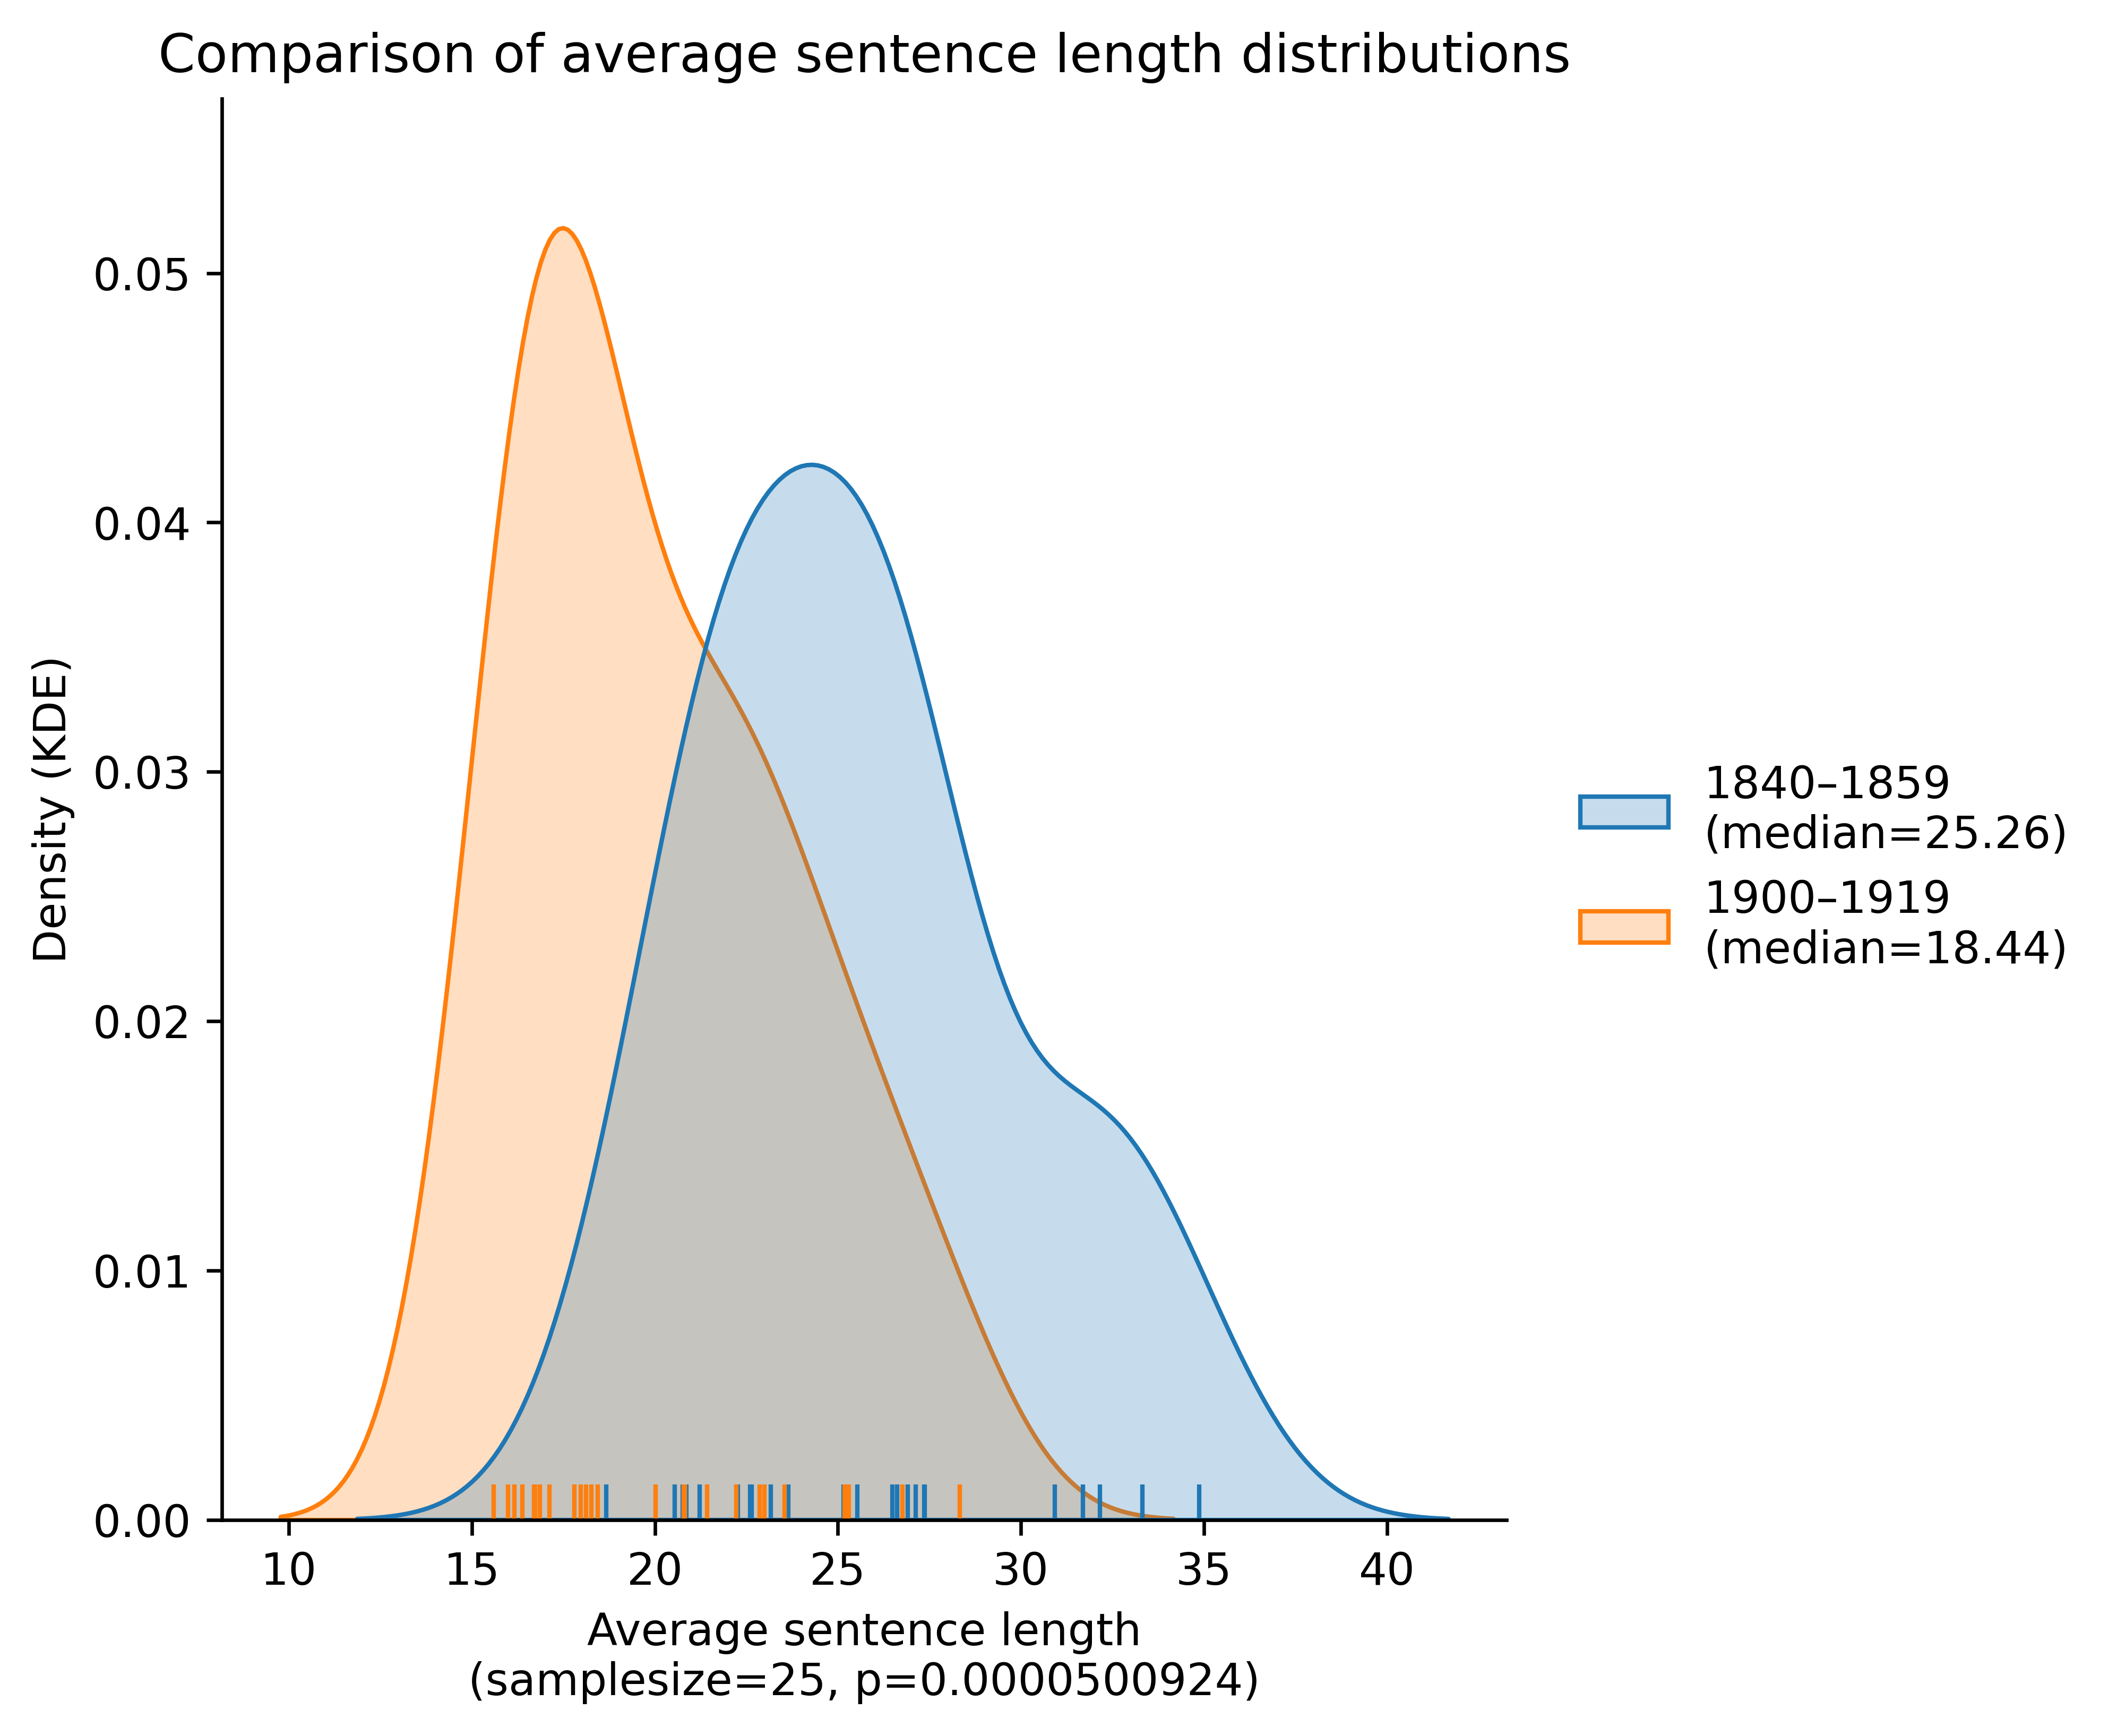 Comparison of average sentence length distributions
Density (KDE)
0.05
0.04
0.03
0.02
0.01
0.00
10 15 20 25 30 35 40
Average sentence length
(samplesize=25, p=0.0000500924)
1840–1859
(median=25.26)
1900–1919
(median=18.44)